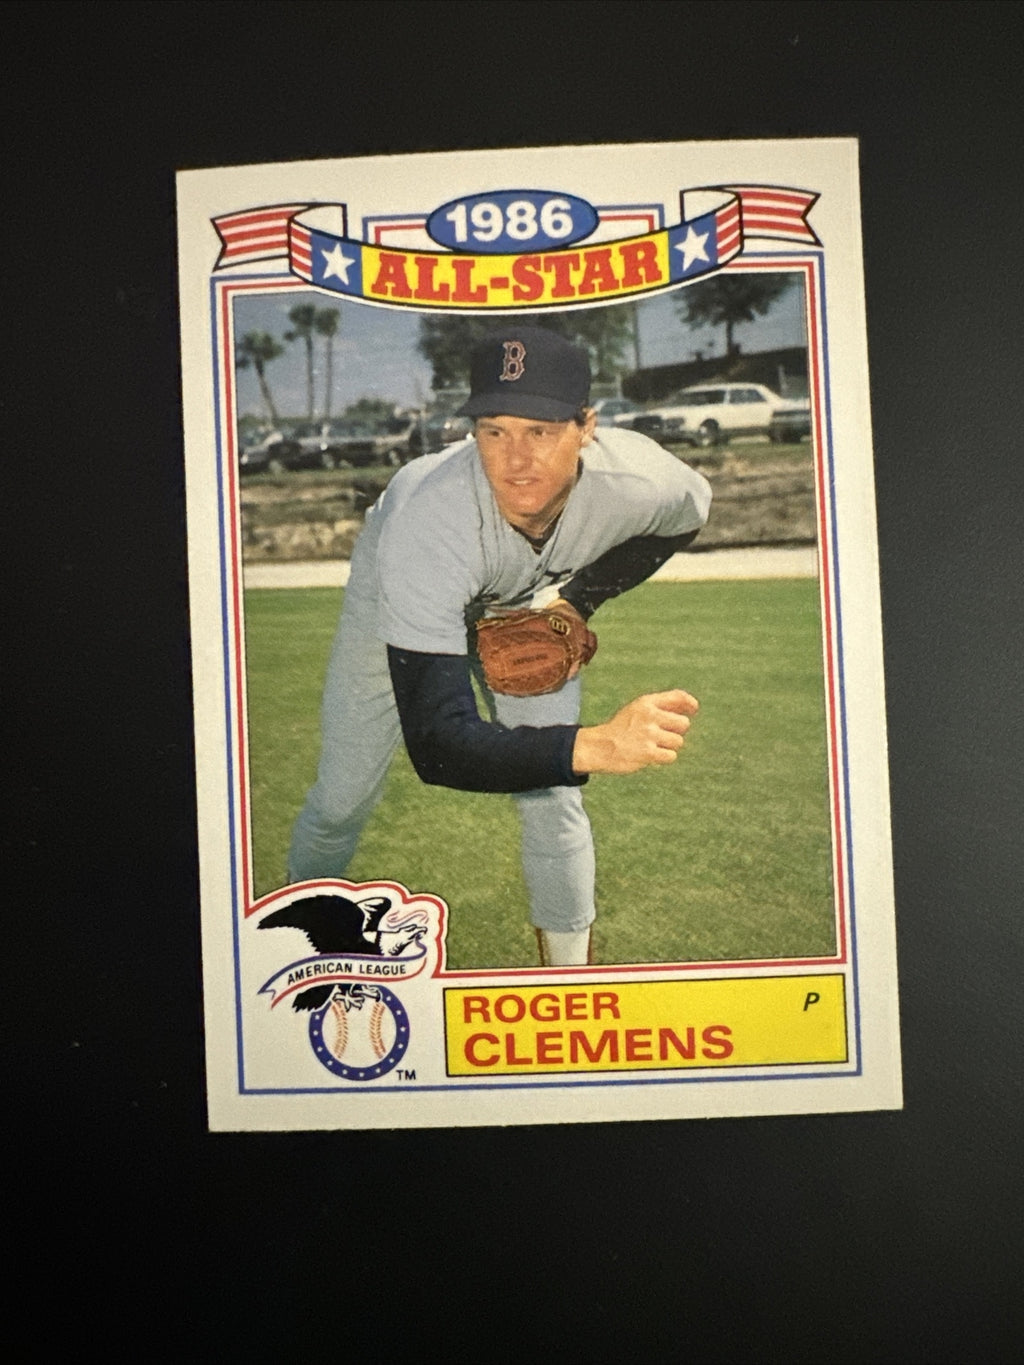 1986
ALL-STAR
B
AMERICAN LEAGUE
TM
ROGER
P
CLEMENS